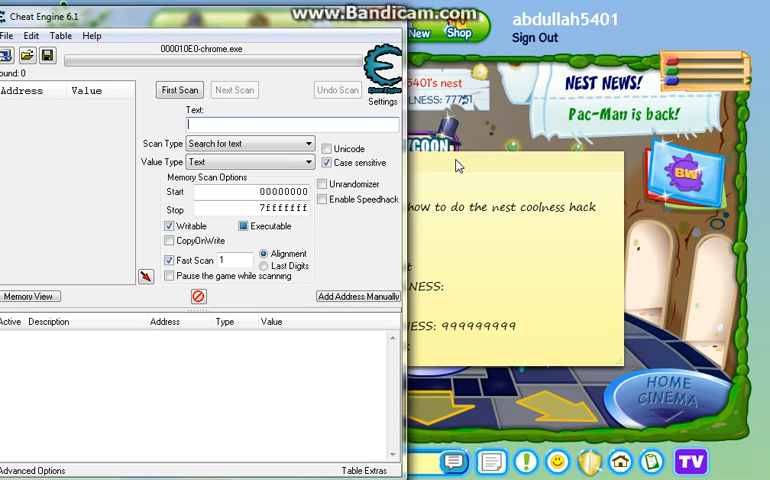 www.Bandicam.com
Cheat Engine 6.1
File Edit Table Help
000010E0-chrome.exe
Address Value
First Scan Next Scan Undo Scan
Settings
Text:
Scan Type Search for text
Value Type Text
Unicode
Case sensitive
Memory Scan Options
Start 00000000
Stop 7fffffff
Unrandomizer
Enable Speedhack
Writable Executable
CopyOnWrite
Fast Scan 1 Alignment
Last Digits
Pause the game while scanning
Memory View Add Address Manually
Description Address Type Value
Advanced Options Table Extras
New Shop
abdullah5401
Sign Out
5401's nest
77751
NEST NEWS!
Pac-Man is back!
BW
how to do the nest coolness hack
NESS:
NESS: 999999999
HOME
CINEMA
TV